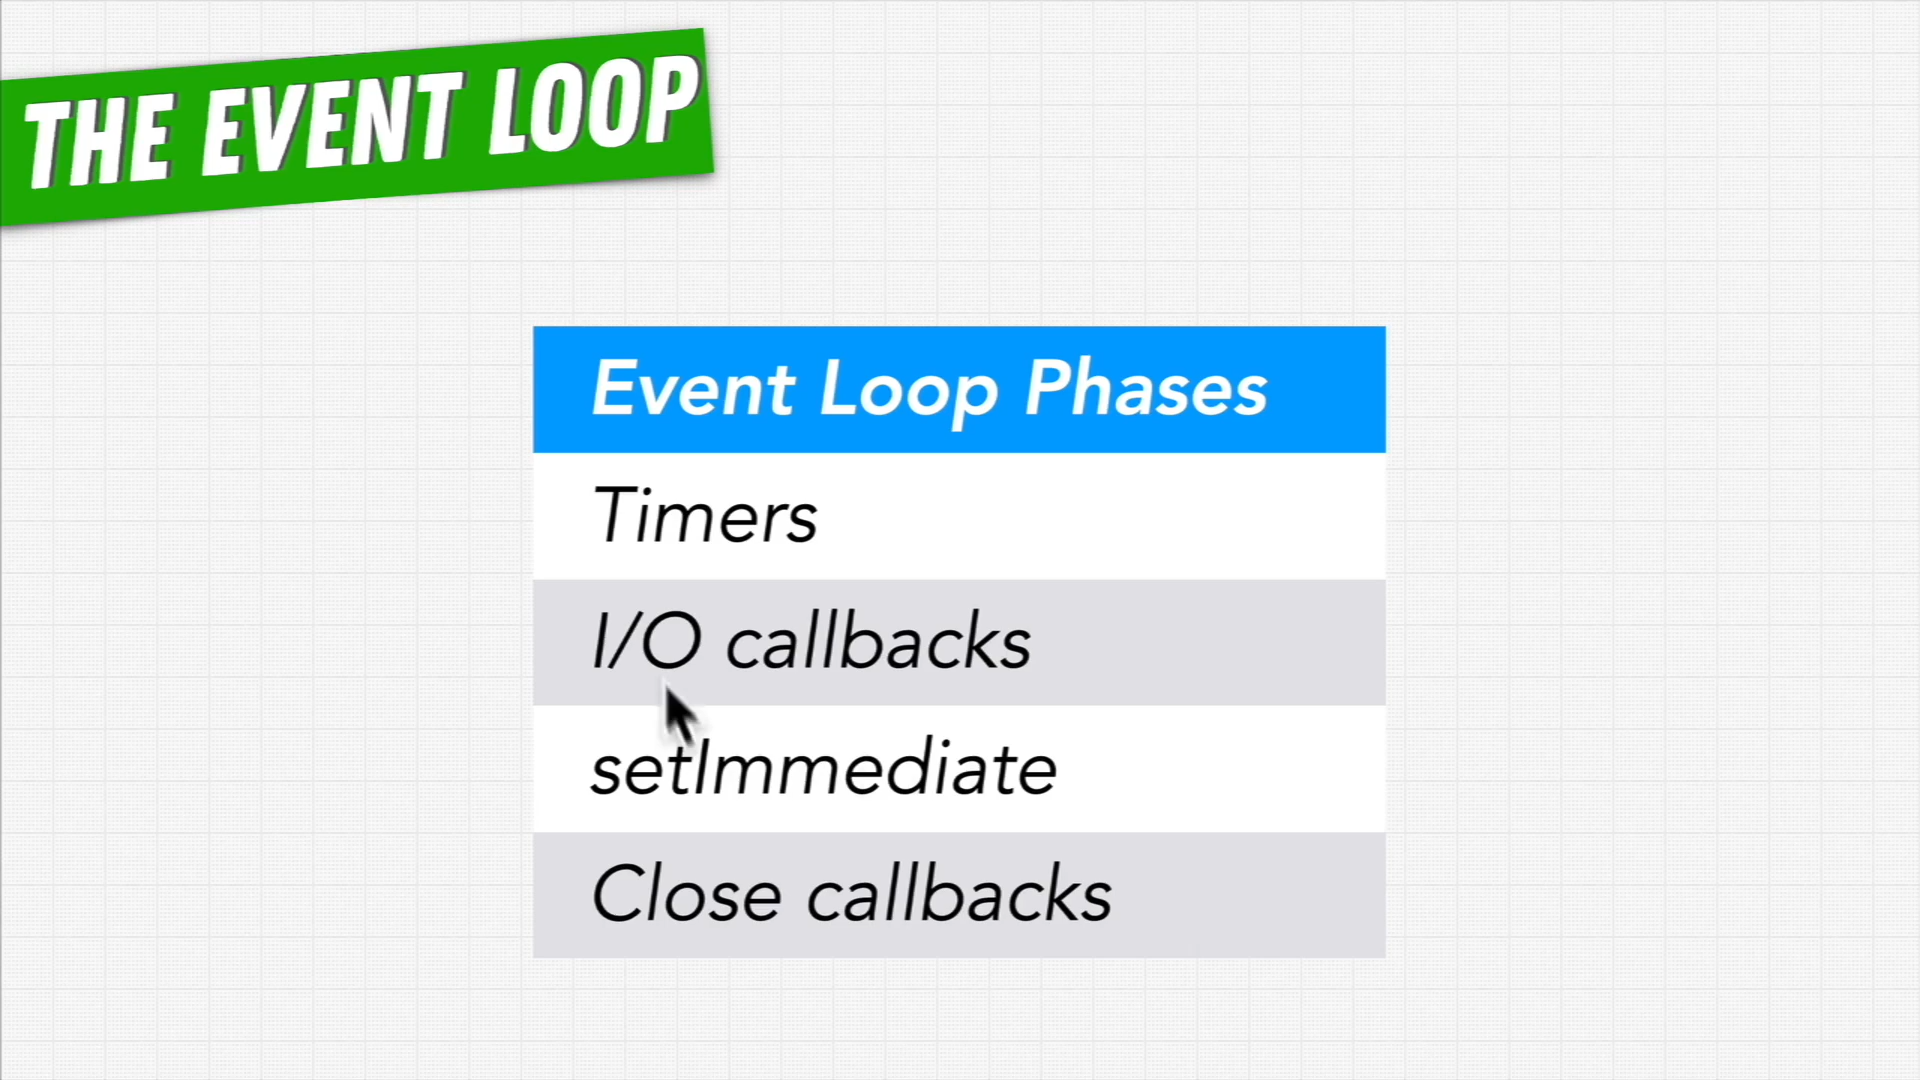 THE EVENT LOOP
Event Loop Phases
Timers
I/O callbacks
setImmediate
Close callbacks